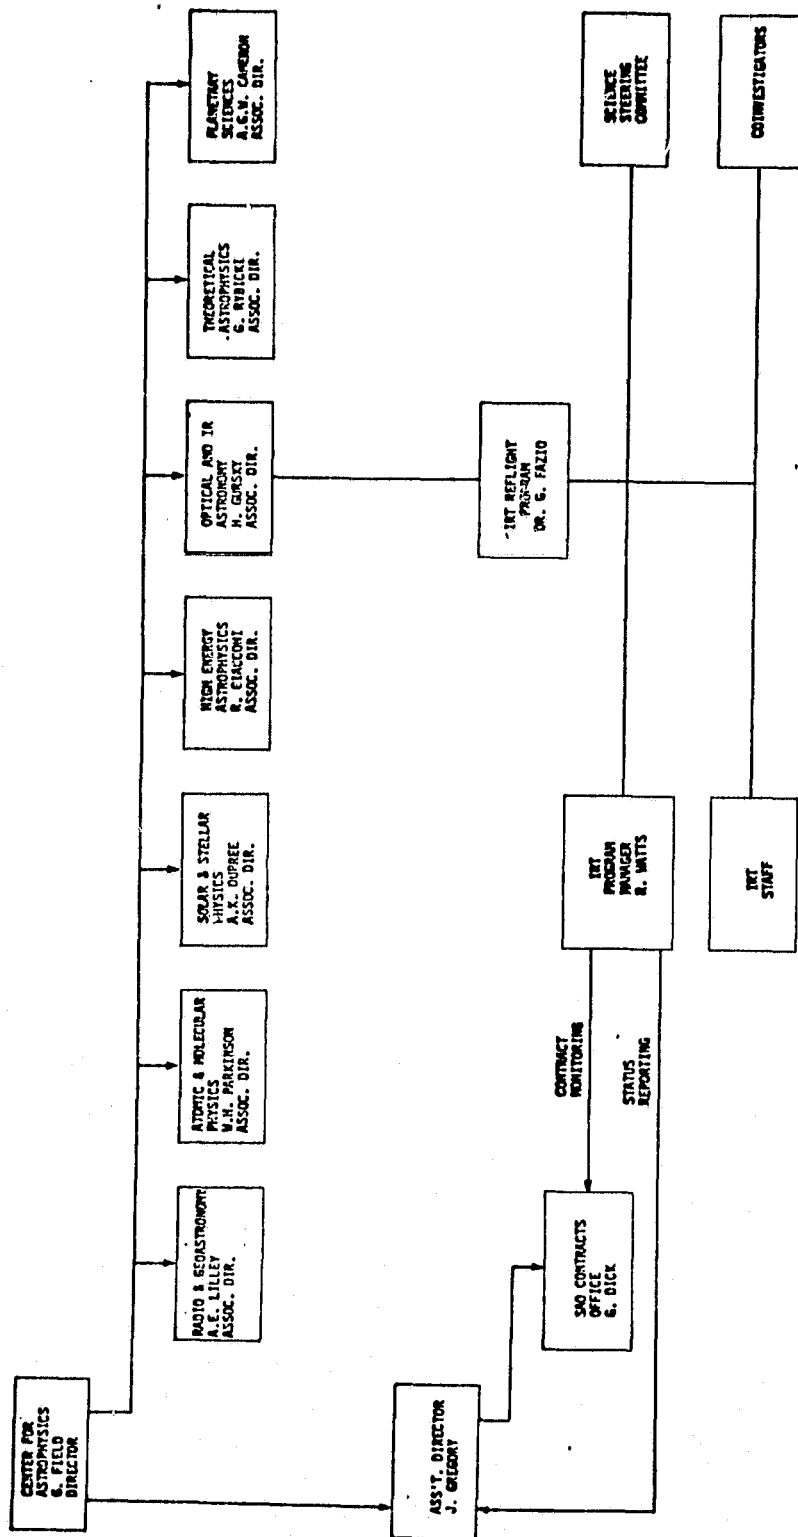 CENTER FOR
ASTROPHYSICS
G. FIELD
DIRECTOR
RADIO & GEOASTRONOMY
A.E. LILLEY
ASSOC. DIR.
ATOMIC & MOLECULAR
PHYSICS
W.H. PARKINSON
ASSOC. DIR.
SOLAR & STELLAR
PHYSICS
A.K. DUPREE
ASSOC. DIR.
HIGH ENERGY
ASTROPHYSICS
R. GIACCONI
ASSOC. DIR.
OPTICAL AND IR
ASTRONOMY
H. GURSKY
ASSOC. DIR.
THEORETICAL
ASTROPHYSICS
G. RYBICKI
ASSOC. DIR.
PLANETARY
SCIENCES
A.G.W. CAMERON
ASSOC. DIR.
ASS'T. DIRECTOR
J. GREGORY
SAO CONTRACTS
OFFICE
G. DICK
CONTRACT
MONITORING
STATUS
REPORTING
IRT REFLIGHT
PROGRAM
DR. G. FAZIO
IRT
PROGRAM
MANAGER
R. WATTS
SCIENCE
STEERING
COMMITTEE
IRT
STAFF
COINVESTIGATORS